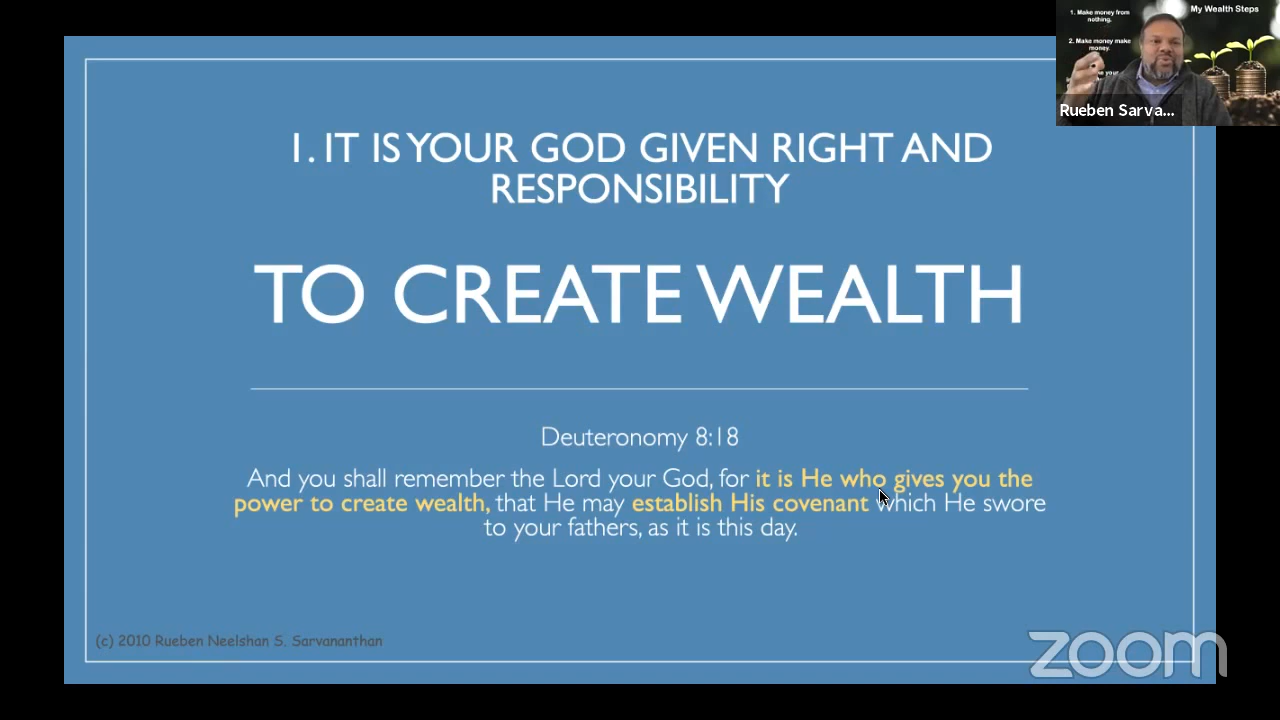 1. Make money from
nothing.
2. Make money make
money.
My Wealth Steps
Rueben Sarva...
1. IT IS YOUR GOD GIVEN RIGHT AND
RESPONSIBILITY
TO CREATE WEALTH
Deuteronomy 8:18
And you shall remember the Lord your God, for it is He who gives you the
power to create wealth, that He may establish His covenant which He swore
to your fathers, as it is this day.
(c) 2010 Rueben Neelshan S. Sarvananthan
zoom